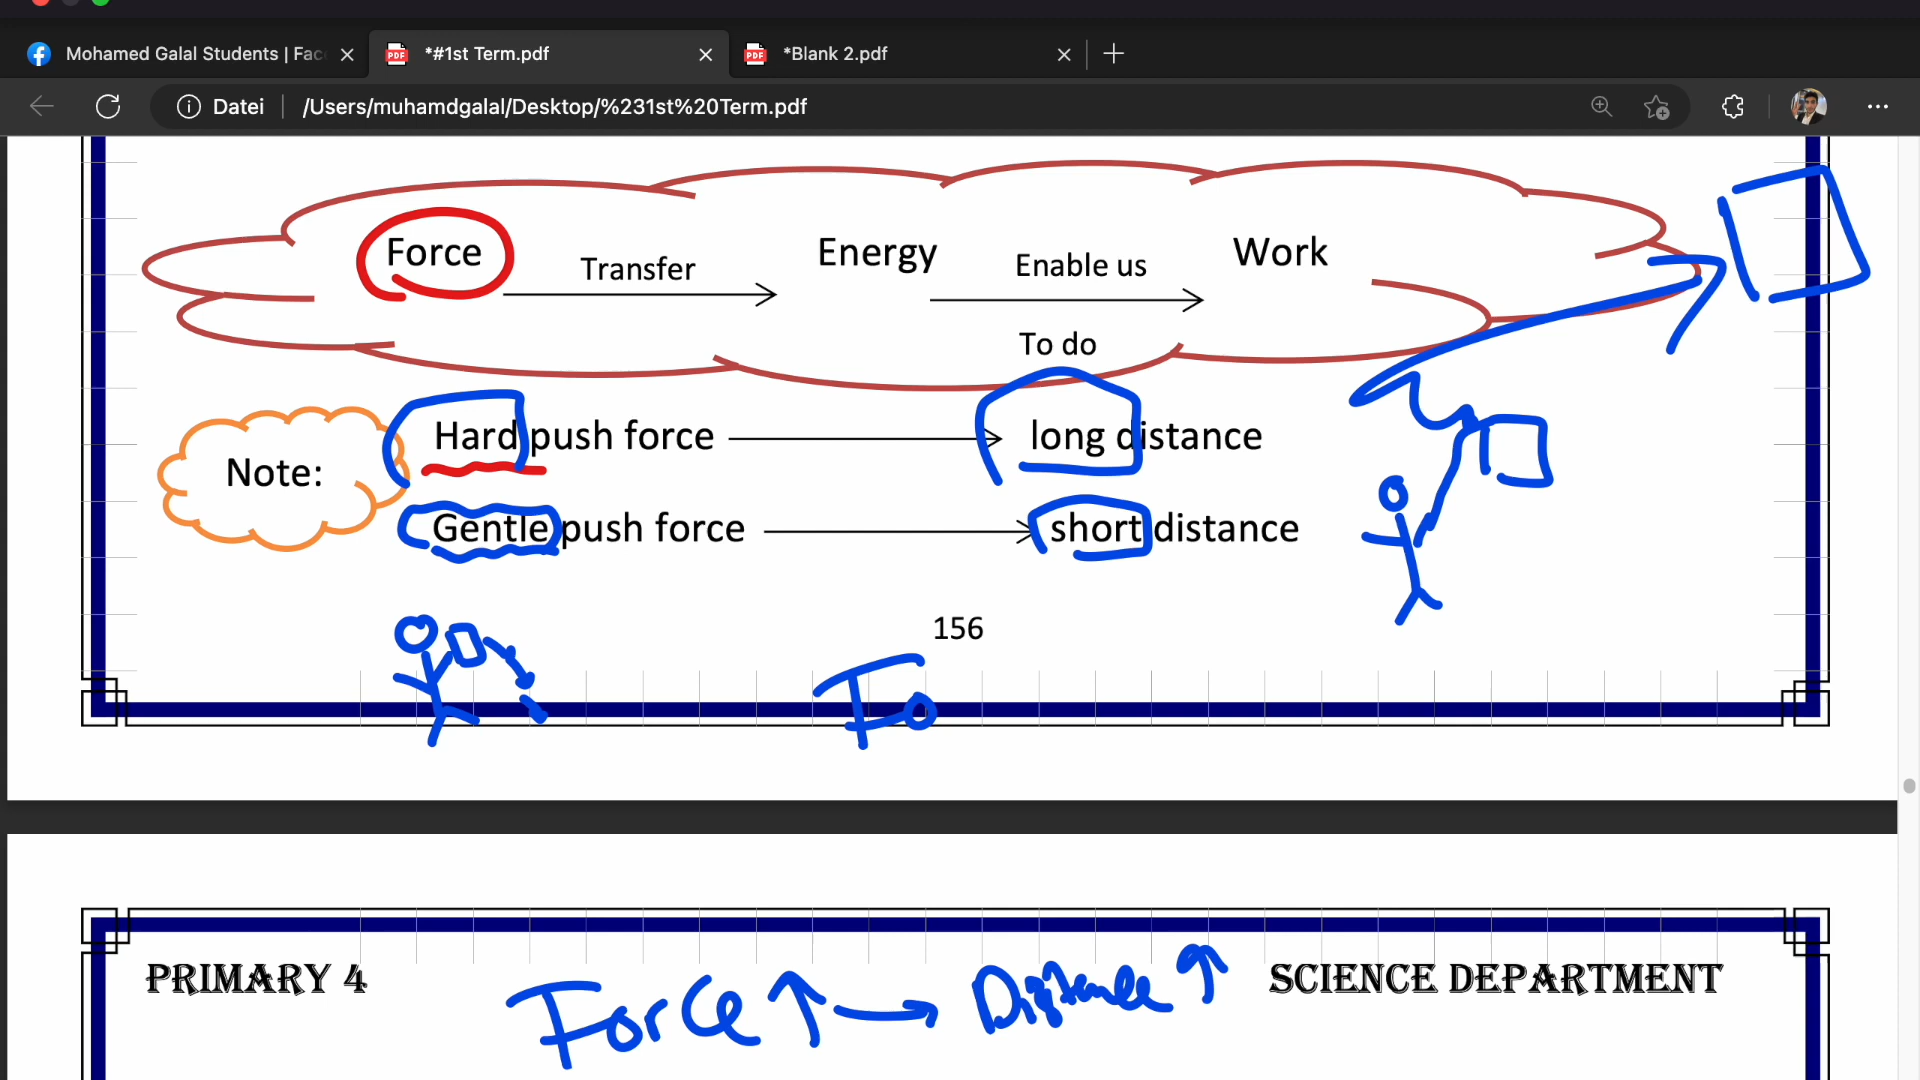 Mohamed Galal Students | Fac
*#1st Term.pdf
*Blank 2.pdf
Datei
/Users/muhamdgalal/Desktop/%231st%20Term.pdf
Force Transfer Energy Enable us Work
To do
Note:
Hard push force long distance
Gentle push force short distance
156
Fo
PRIMARY 4
Force ↑ → Distance ↑
SCIENCE DEPARTMENT